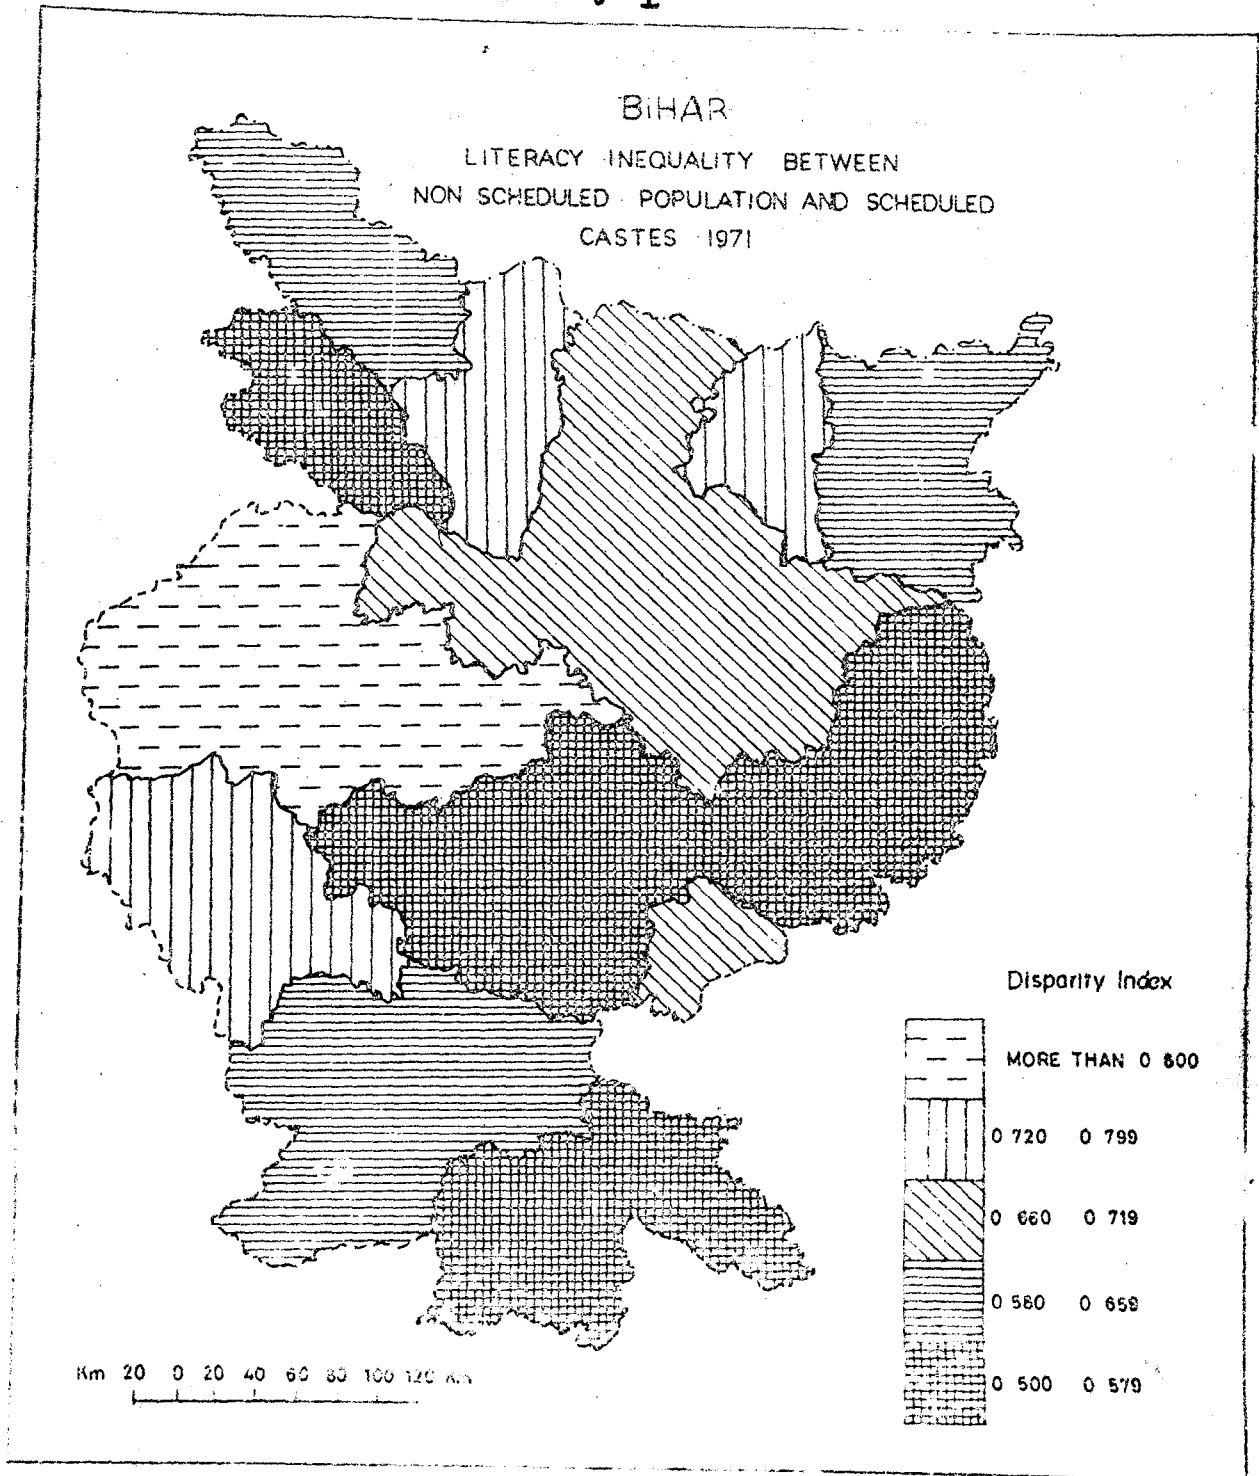 BiHAR
LITERACY INEQUALITY BETWEEN
NON SCHEDULED POPULATION AND SCHEDULED
CASTES 1971
Disparity Index
MORE THAN 0 800
0 720 0 799
0 660 0 719
0 580 0 659
0 500 0 579
Km 20 0 20 40 60 80 100 120 Km